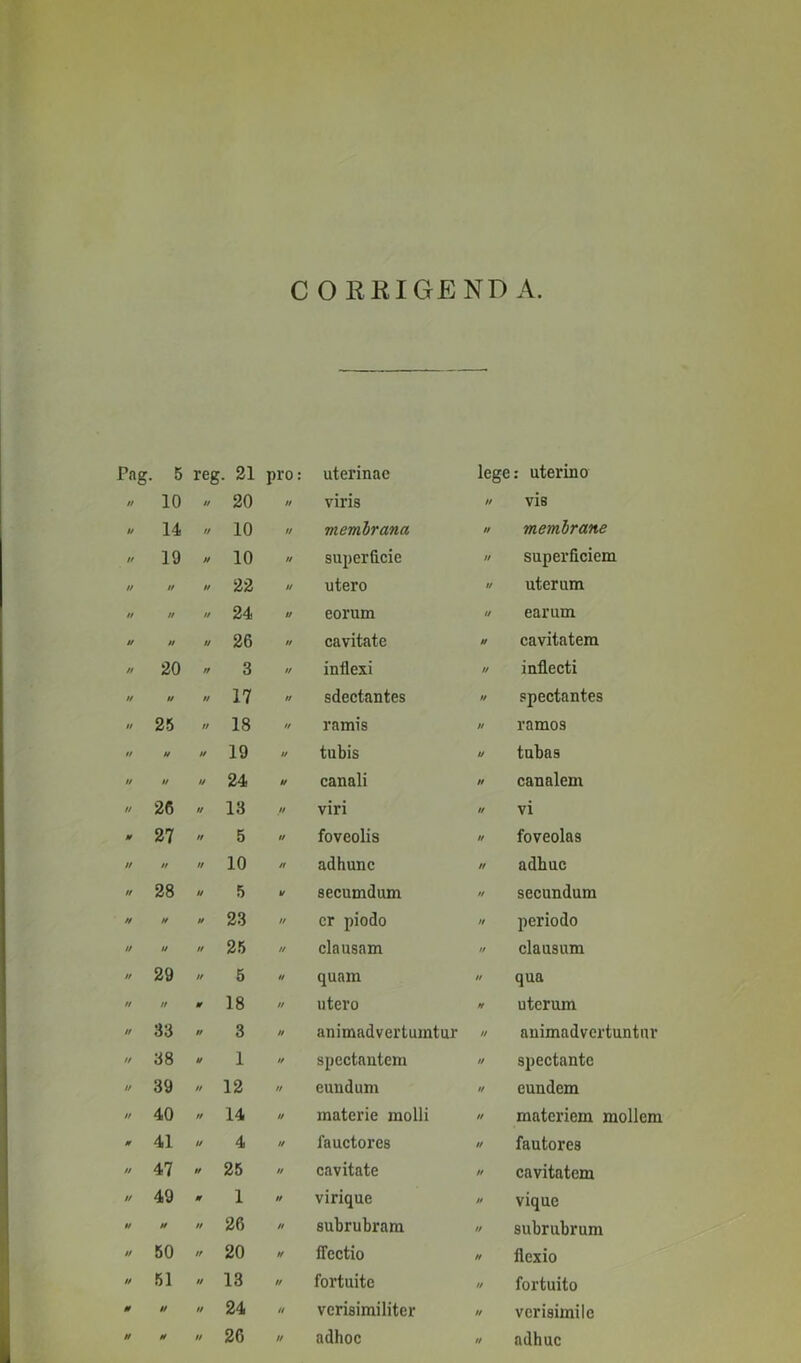 CORRIGENDA.
Pag. 5 reg. 21 pro: uterinae lege: uterino
" 10 " 20 " viris " vis
" 14 " 10 " membrana " membrane
" 19 " 10 " superficie " superficiem
" " " 22 " utero " uterum
" " " 24 " eorum " earum
" " " 26 " cavitate " cavitatem
" 20 " 3 " inflexi " inflecti
" " " 17 " sdectantes " spectantes
" 25 " 18 " ramis " ramos
" " " 19 " tubis " tubas
" " " 24 " canali " canalem
" 26 " 13 " viri " vi
" 27 " 5 " foveolis " foveolas
" " " 10 " adhunc " adhuc
" 28 " 5 " secumdum " secundum
" " " 23 " cr piodo " periodo
" " " 25 " clausam " clausum
" 29 " 5 " quam " qua
" " " 18 " utero " uterum
" 33 " 3 " animadvertumtur " animadvertuntur
" 38 " 1 " spectantem " spectante
" 39 " 12 " eundum " eundem
" 40 " 14 " materie molli " materiem mollem
" 41 " 4 " fauctores " fautores
" 47 " 25 " cavitate " cavitatem
" 49 " 1 " virique " vique
" " " 26 " subrubram " subrubrum
" 50 " 20 " ffectio " flexio
" 51 " 13 " fortuite " fortuito
" " " 24 " verisimiliter " verisimile
" " " 26 " adhoc " adhuc